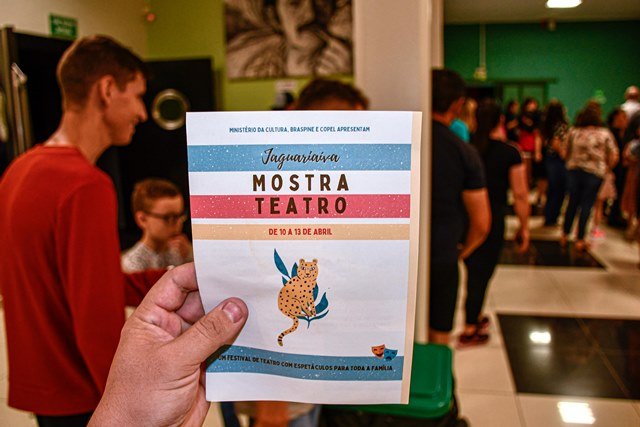 MINISTÉRIO DA CULTURA, BRASPINE E COPEL APRESENTAM
Jaguariaíva
MOSTRA
TEATRO
DE 10 A 13 DE ABRIL
UM FESTIVAL DE TEATRO COM ESPETÁCULOS PARA TODA A FAMÍLIA